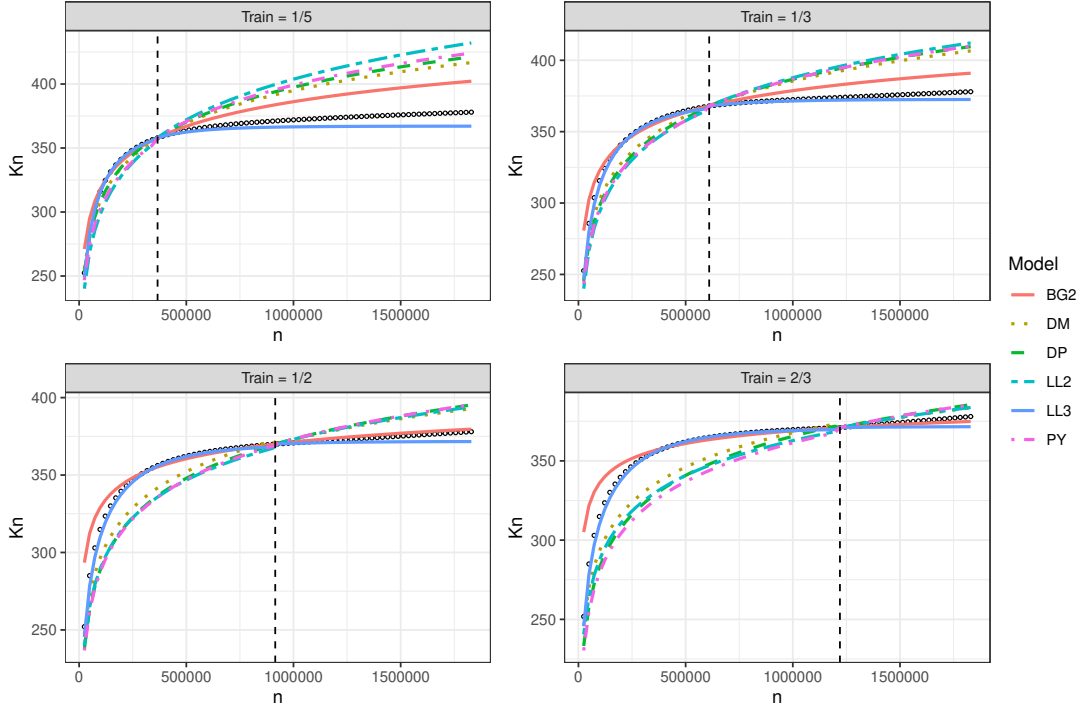 Train = 1/5
Train = 1/3
Kn
400
350
300
250
0
500000
1000000
1500000
n
Kn
400
350
300
250
0
500000
1000000
1500000
n
Train = 1/2
Train = 2/3
Kn
400
350
300
250
0
500000
1000000
1500000
n
Kn
350
300
250
0
500000
1000000
1500000
n
Model
BG2
DM
DP
LL2
LL3
PY